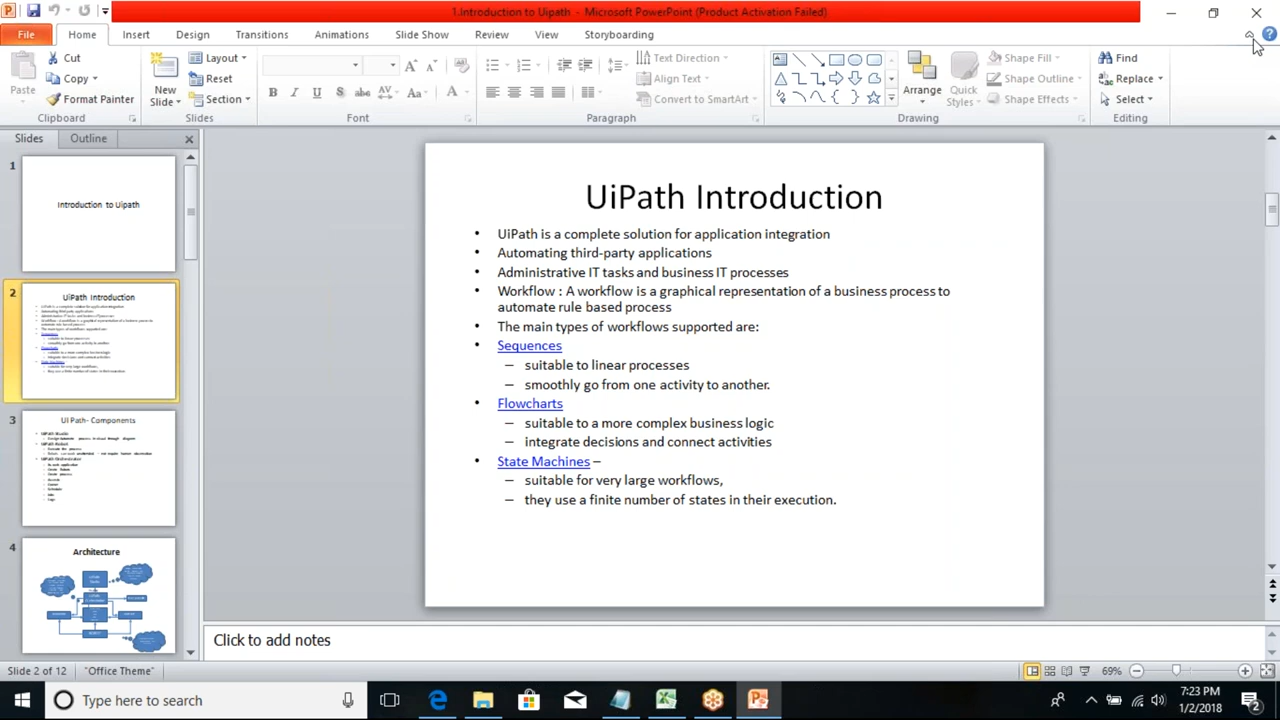 1.Introduction to Uipath - Microsoft PowerPoint (Product Activation Failed)
File Home Insert Design Transitions Animations Slide Show Review View Storyboarding
Paste
Cut
Copy
Format Painter
Clipboard
New
Slide
Layout
Reset
Section
Slides
Font
Text Direction
Align Text
Convert to SmartArt
Paragraph
Arrange
Quick
Styles
Shape Fill
Shape Outline
Shape Effects
Drawing
Find
Replace
Select
Editing
Slides Outline
1
Introduction to Uipath
2
UiPath Introduction
3
UI Path- Components
4
Architecture
UiPath Introduction
• UiPath is a complete solution for application integration
• Automating third-party applications
• Administrative IT tasks and business IT processes
• Workflow : A workflow is a graphical representation of a business process to
automate rule based process
• The main types of workflows supported are:
• Sequences
– suitable to linear processes
– smoothly go from one activity to another.
• Flowcharts
– suitable to a more complex business logic
– integrate decisions and connect activities
• State Machines –
– suitable for very large workflows,
– they use a finite number of states in their execution.
Click to add notes
Slide 2 of 12 "Office Theme" 69%
Type here to search
7:23 PM
1/2/2018
2